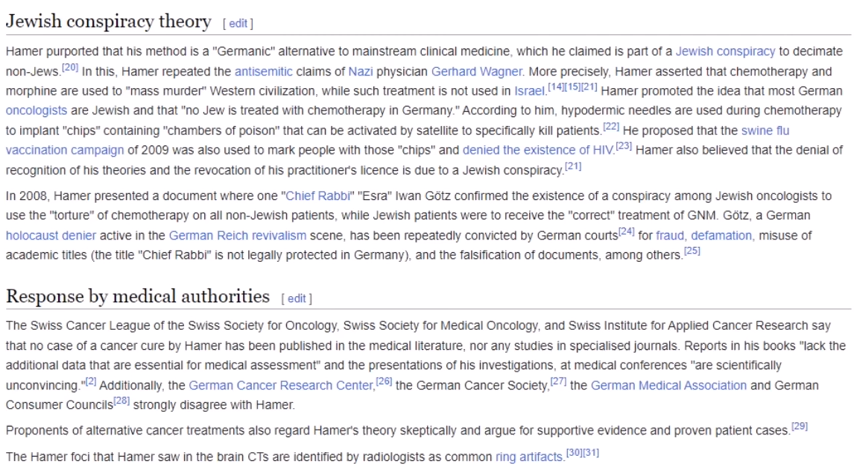 Jewish conspiracy theory [ edit ]
Hamer purported that his method is a "Germanic" alternative to mainstream clinical medicine, which he claimed is part of a Jewish conspiracy to decimate
non-Jews.[20] In this, Hamer repeated the antisemitic claims of Nazi physician Gerhard Wagner. More precisely, Hamer asserted that chemotherapy and
morphine are used to "mass murder" Western civilization, while such treatment is not used in Israel.[14][15][21] Hamer promoted the idea that most German
oncologists are Jewish and that "no Jew is treated with chemotherapy in Germany." According to him, hypodermic needles are used during chemotherapy
to implant "chips" containing "chambers of poison" that can be activated by satellite to specifically kill patients.[22] He proposed that the swine flu
vaccination campaign of 2009 was also used to mark people with those "chips" and denied the existence of HIV.[23] Hamer also believed that the denial of
recognition of his theories and the revocation of his practitioner's licence is due to a Jewish conspiracy.[21]
In 2008, Hamer presented a document where one "Chief Rabbi" "Esra" Iwan Götz confirmed the existence of a conspiracy among Jewish oncologists to
use the "torture" of chemotherapy on all non-Jewish patients, while Jewish patients were to receive the "correct" treatment of GNM. Götz, a German
holocaust denier active in the German Reich revivalism scene, has been repeatedly convicted by German courts[24] for fraud, defamation, misuse of
academic titles (the title "Chief Rabbi" is not legally protected in Germany), and the falsification of documents, among others.[25]
Response by medical authorities [ edit ]
The Swiss Cancer League of the Swiss Society for Oncology, Swiss Society for Medical Oncology, and Swiss Institute for Applied Cancer Research say
that no case of a cancer cure by Hamer has been published in the medical literature, nor any studies in specialised journals. Reports in his books "lack the
additional data that are essential for medical assessment" and the presentations of his investigations, at medical conferences "are scientifically
unconvincing."[2] Additionally, the German Cancer Research Center,[26] the German Cancer Society,[27] the German Medical Association and German
Consumer Councils[28] strongly disagree with Hamer.
Proponents of alternative cancer treatments also regard Hamer's theory skeptically and argue for supportive evidence and proven patient cases.[29]
The Hamer foci that Hamer saw in the brain CTs are identified by radiologists as common ring artifacts.[30][31]